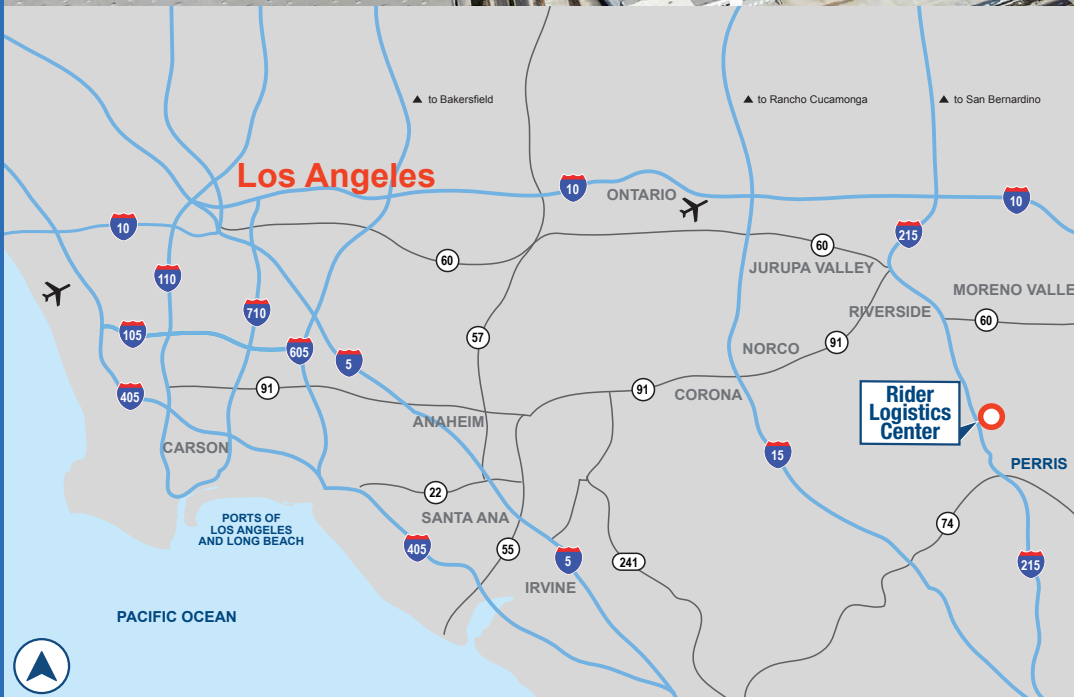 to Bakersfield
to Rancho Cucamonga
to San Bernardino
Los Angeles
10
ONTARIO
10
10
215
60
60
JURUPA VALLEY
110
MORENO VALLE
710
RIVERSIDE
60
105
57
91
NORCO
605
5
91
91
CORONA
405
Rider
Logistics
Center
ANAHEIM
CARSON
15
PERRIS
22
SANTA ANA
PORTS OF
LOS ANGELES
AND LONG BEACH
74
405
55
5
241
215
IRVINE
PACIFIC OCEAN